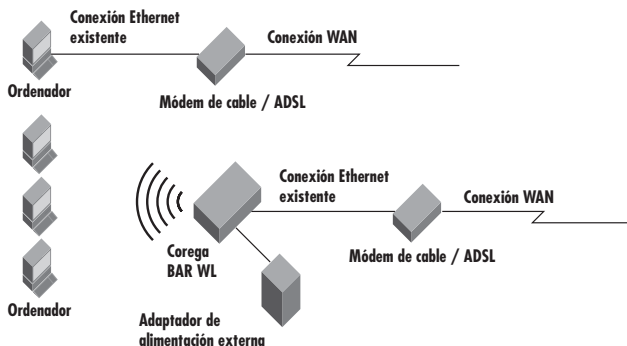 Conexión Ethernet
existente
Conexión WAN
Ordenador
Módem de cable / ADSL
Conexión Ethernet
existente
Conexión WAN
Corega
BAR WL
Módem de cable / ADSL
Ordenador
Adaptador de
alimentación externa